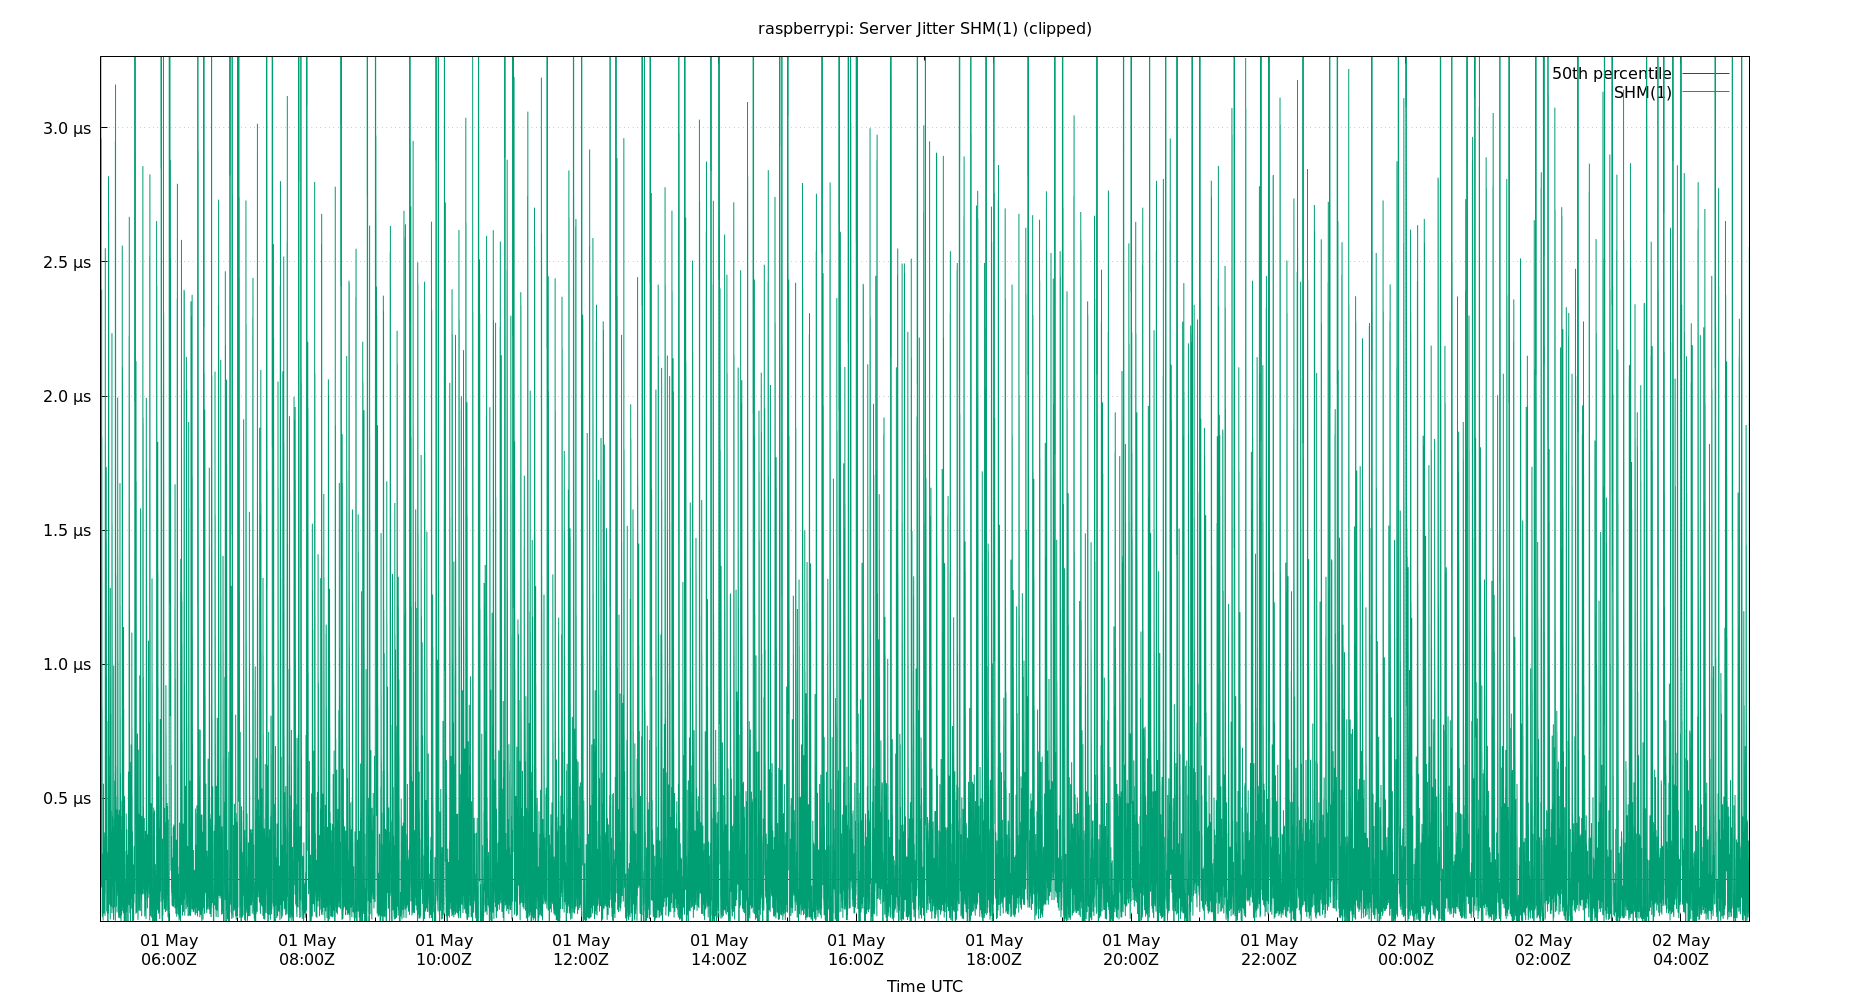 raspberrypi: Server Jitter SHM(1) (clipped)
50th percentile
SHM(1)
3.0 µs
2.5 µs
2.0 µs
1.5 µs
1.0 µs
0.5 µs
01 May 01 May 01 May 01 May 01 May 01 May 01 May 01 May 01 May 02 May 02 May 02 May
06:00Z 08:00Z 10:00Z 12:00Z 14:00Z 16:00Z 18:00Z 20:00Z 22:00Z 00:00Z 02:00Z 04:00Z
Time UTC